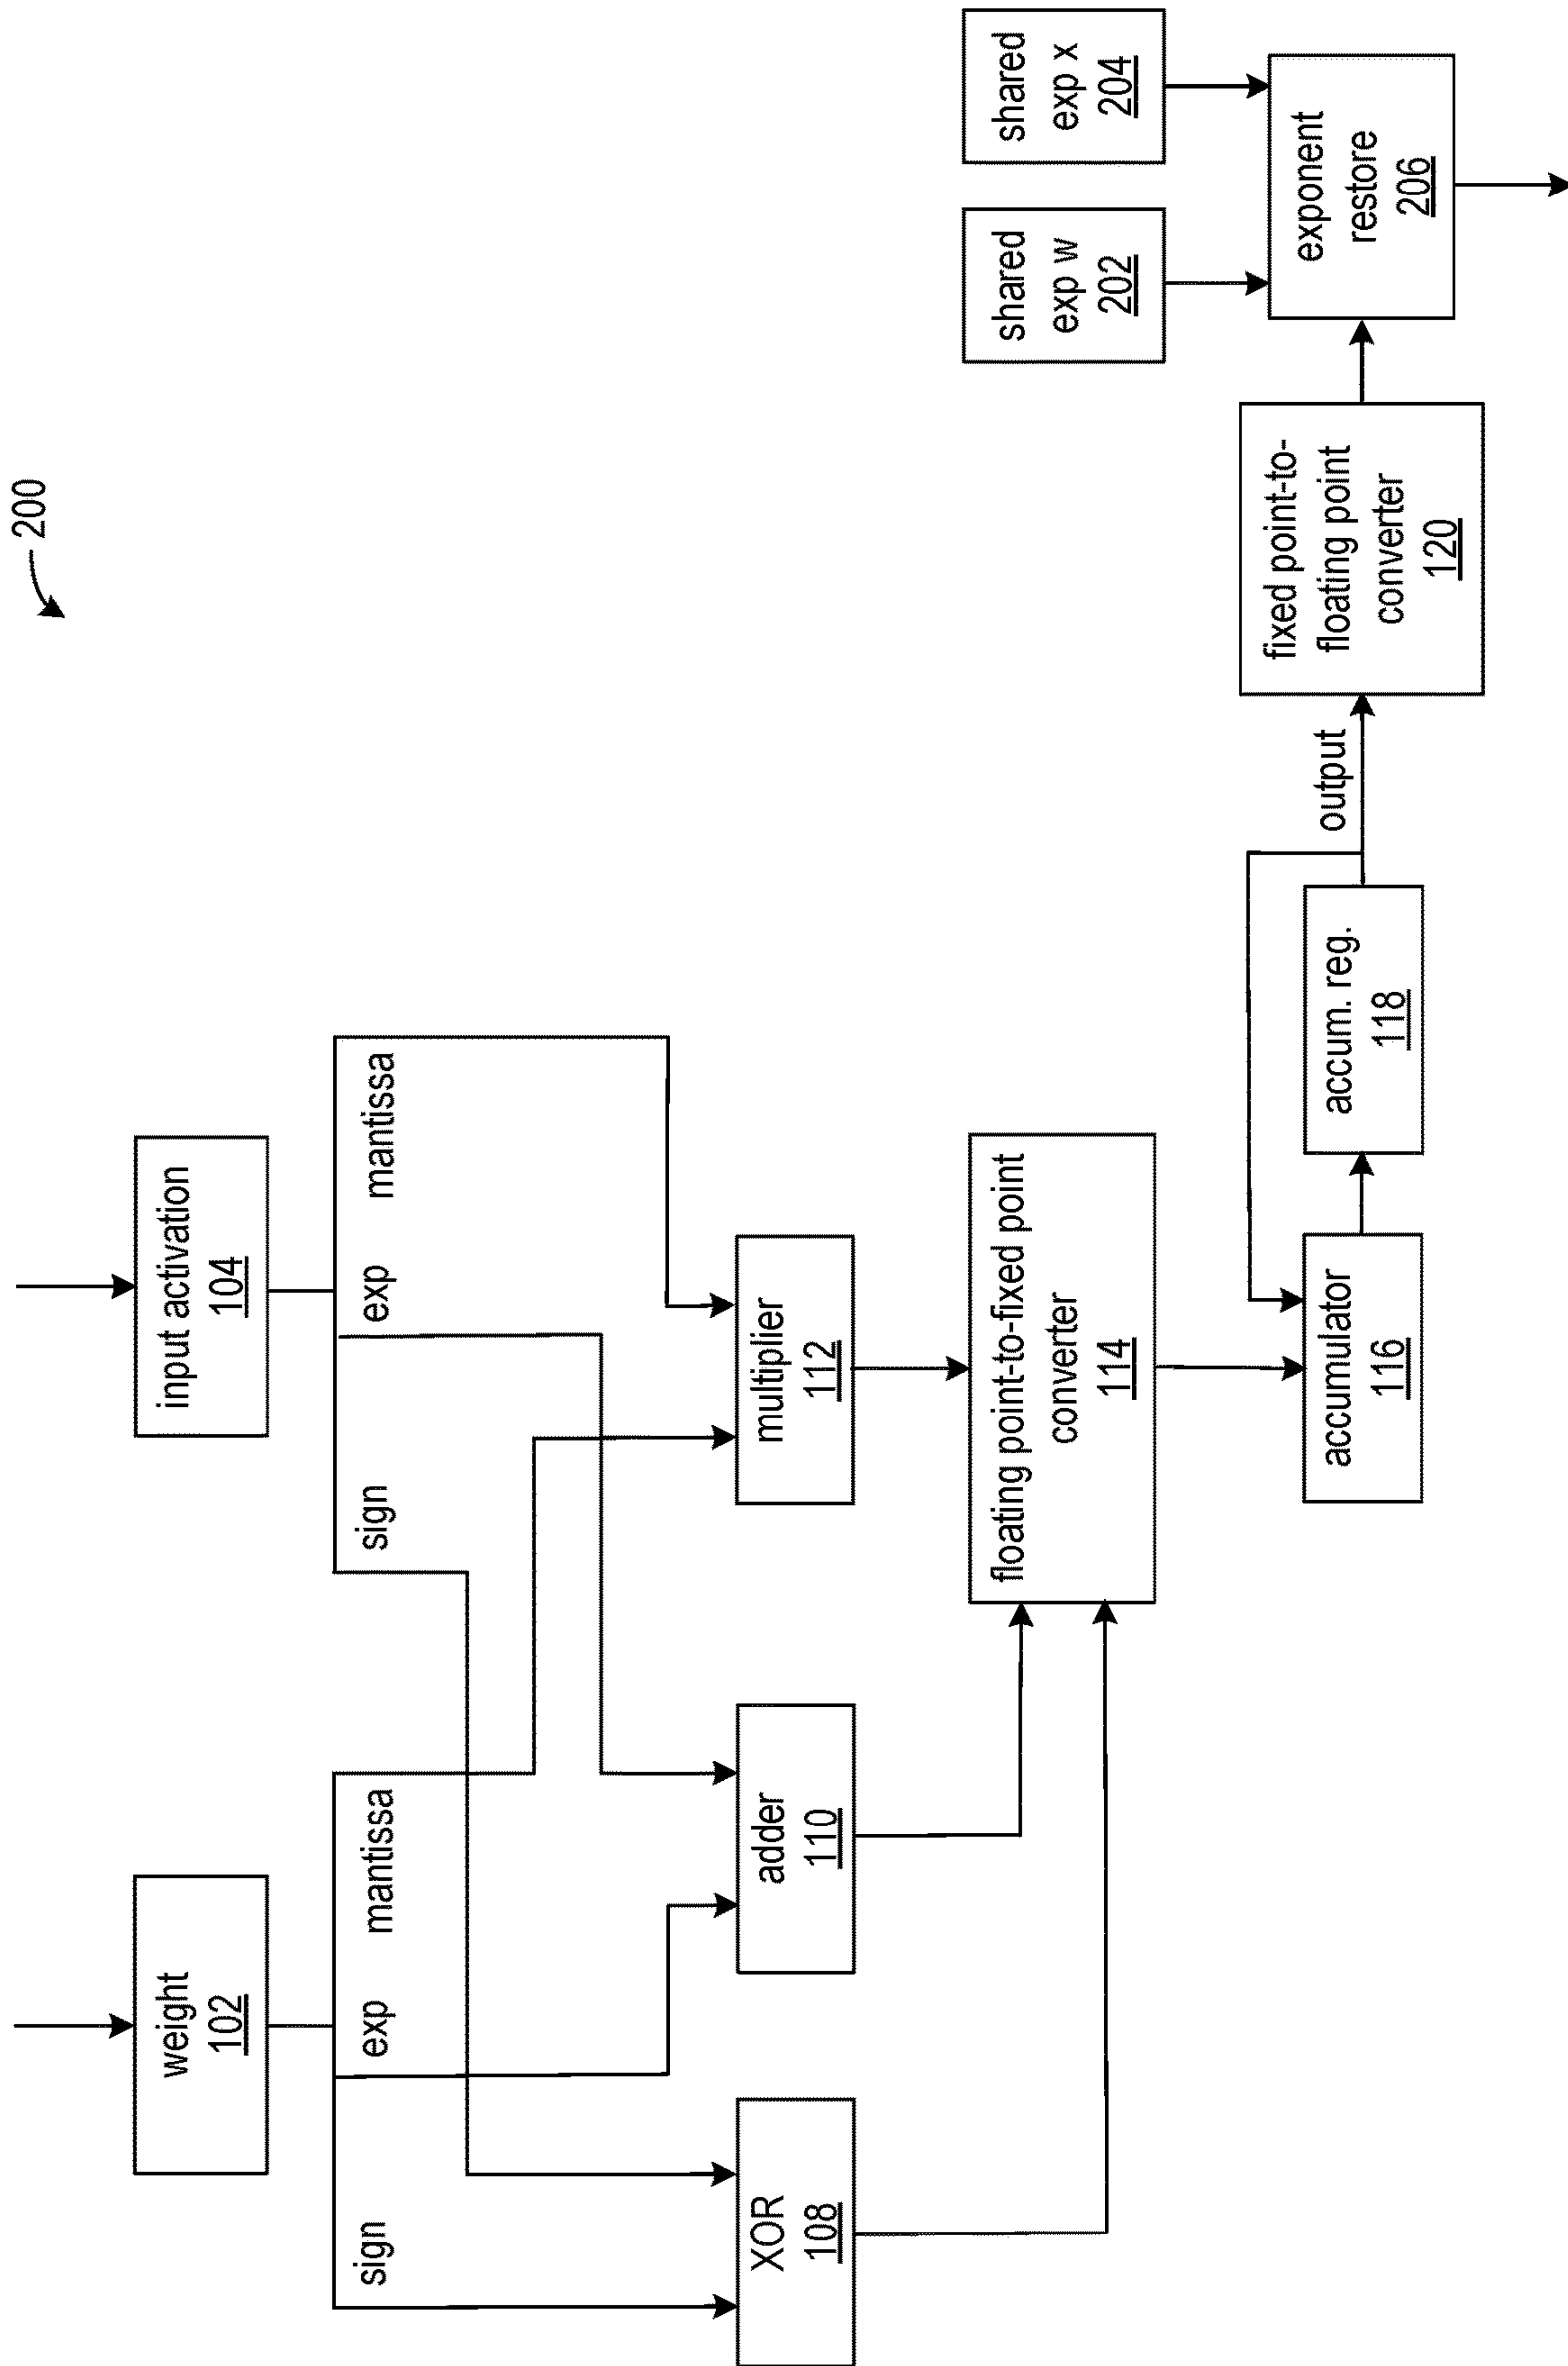 200
weight
102
input activation
104
sign
exp
mantissa
sign
exp
mantissa
XOR
108
adder
110
multiplier
112
floating point-to-fixed point
converter
114
accumulator
116
accum. reg.
118
output
fixed point-to-
floating point
converter
120
shared
exp w
202
shared
exp x
204
exponent
restore
206